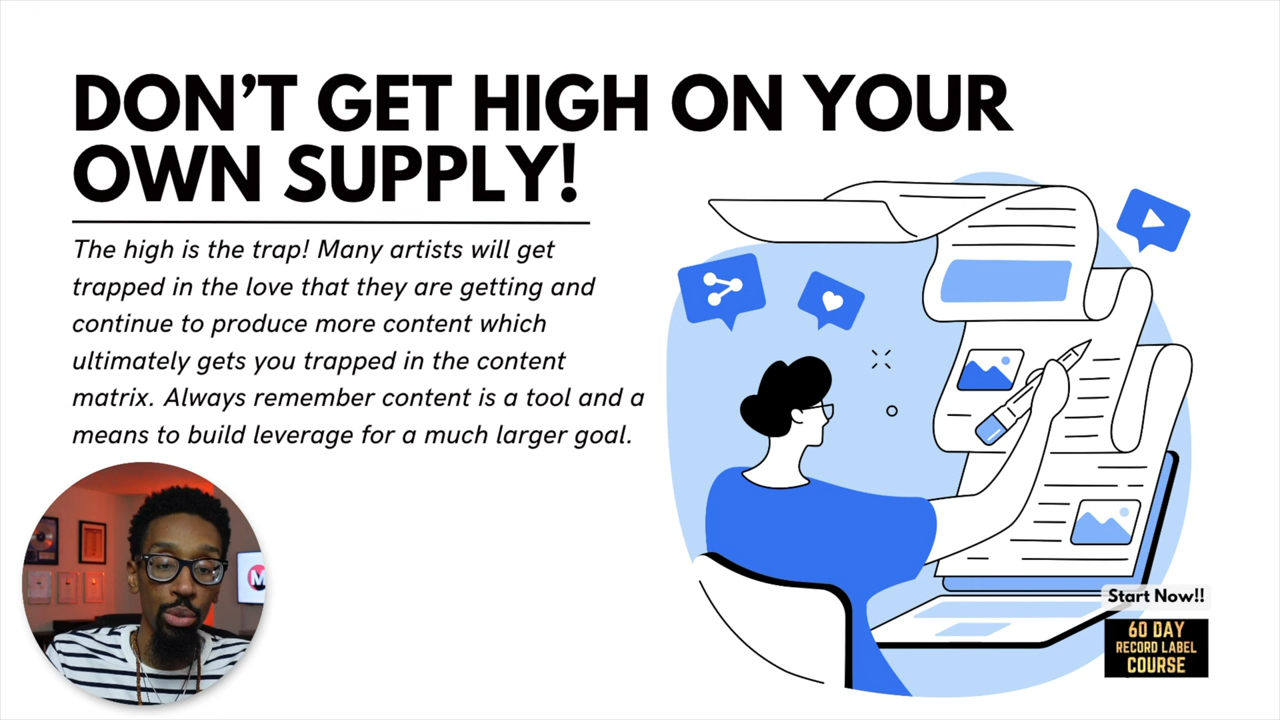 DON’T GET HIGH ON YOUR
OWN SUPPLY!
The high is the trap! Many artists will get
trapped in the love that they are getting and
continue to produce more content which
ultimately gets you trapped in the content
matrix. Always remember content is a tool and a
means to build leverage for a much larger goal.
M
Start Now!!
60 DAY
RECORD LABEL
COURSE